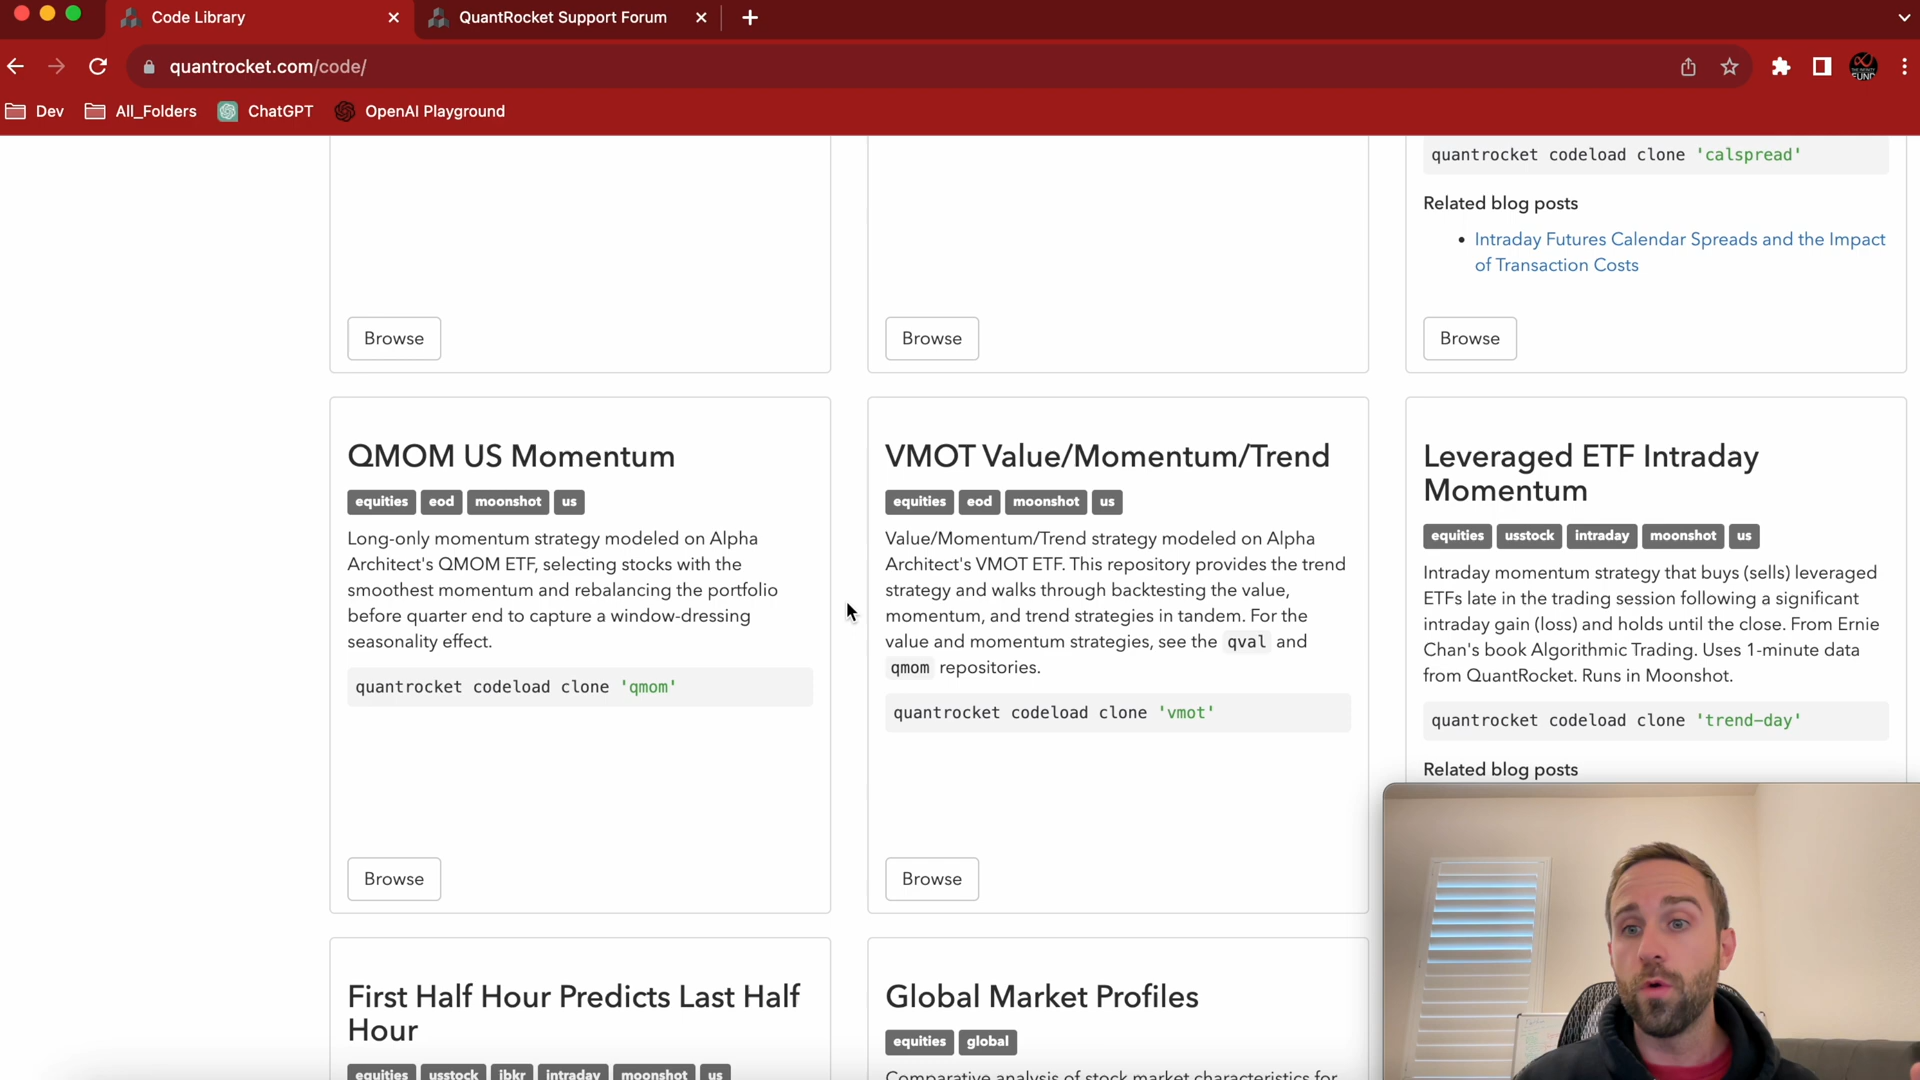 Code Library
QuantRocket Support Forum
quantrocket.com/code/
Dev
All_Folders
ChatGPT
OpenAI Playground
quantrocket codeload clone 'calspread'
Related blog posts
Intraday Futures Calendar Spreads and the Impact
of Transaction Costs
Browse
Browse
Browse
QMOM US Momentum
equities eod moonshot us
Long-only momentum strategy modeled on Alpha
Architect's QMOM ETF, selecting stocks with the
smoothest momentum and rebalancing the portfolio
before quarter end to capture a window-dressing
seasonality effect.
quantrocket codeload clone 'qmom'
Browse
VMOT Value/Momentum/Trend
equities eod moonshot us
Value/Momentum/Trend strategy modeled on Alpha
Architect's VMOT ETF. This repository provides the trend
strategy and walks through backtesting the value,
momentum, and trend strategies in tandem. For the
value and momentum strategies, see the qval and
qmom repositories.
quantrocket codeload clone 'vmot'
Browse
Leveraged ETF Intraday
Momentum
equities usstock intraday moonshot us
Intraday momentum strategy that buys (sells) leveraged
ETFs late in the trading session following a significant
intraday gain (loss) and holds until the close. From Ernie
Chan's book Algorithmic Trading. Uses 1-minute data
from QuantRocket. Runs in Moonshot.
quantrocket codeload clone 'trend-day'
Related blog posts
First Half Hour Predicts Last Half
Hour
equities usstock ibkr intraday moonshot us
Global Market Profiles
equities global
Comparative analysis of stock market characteristics for